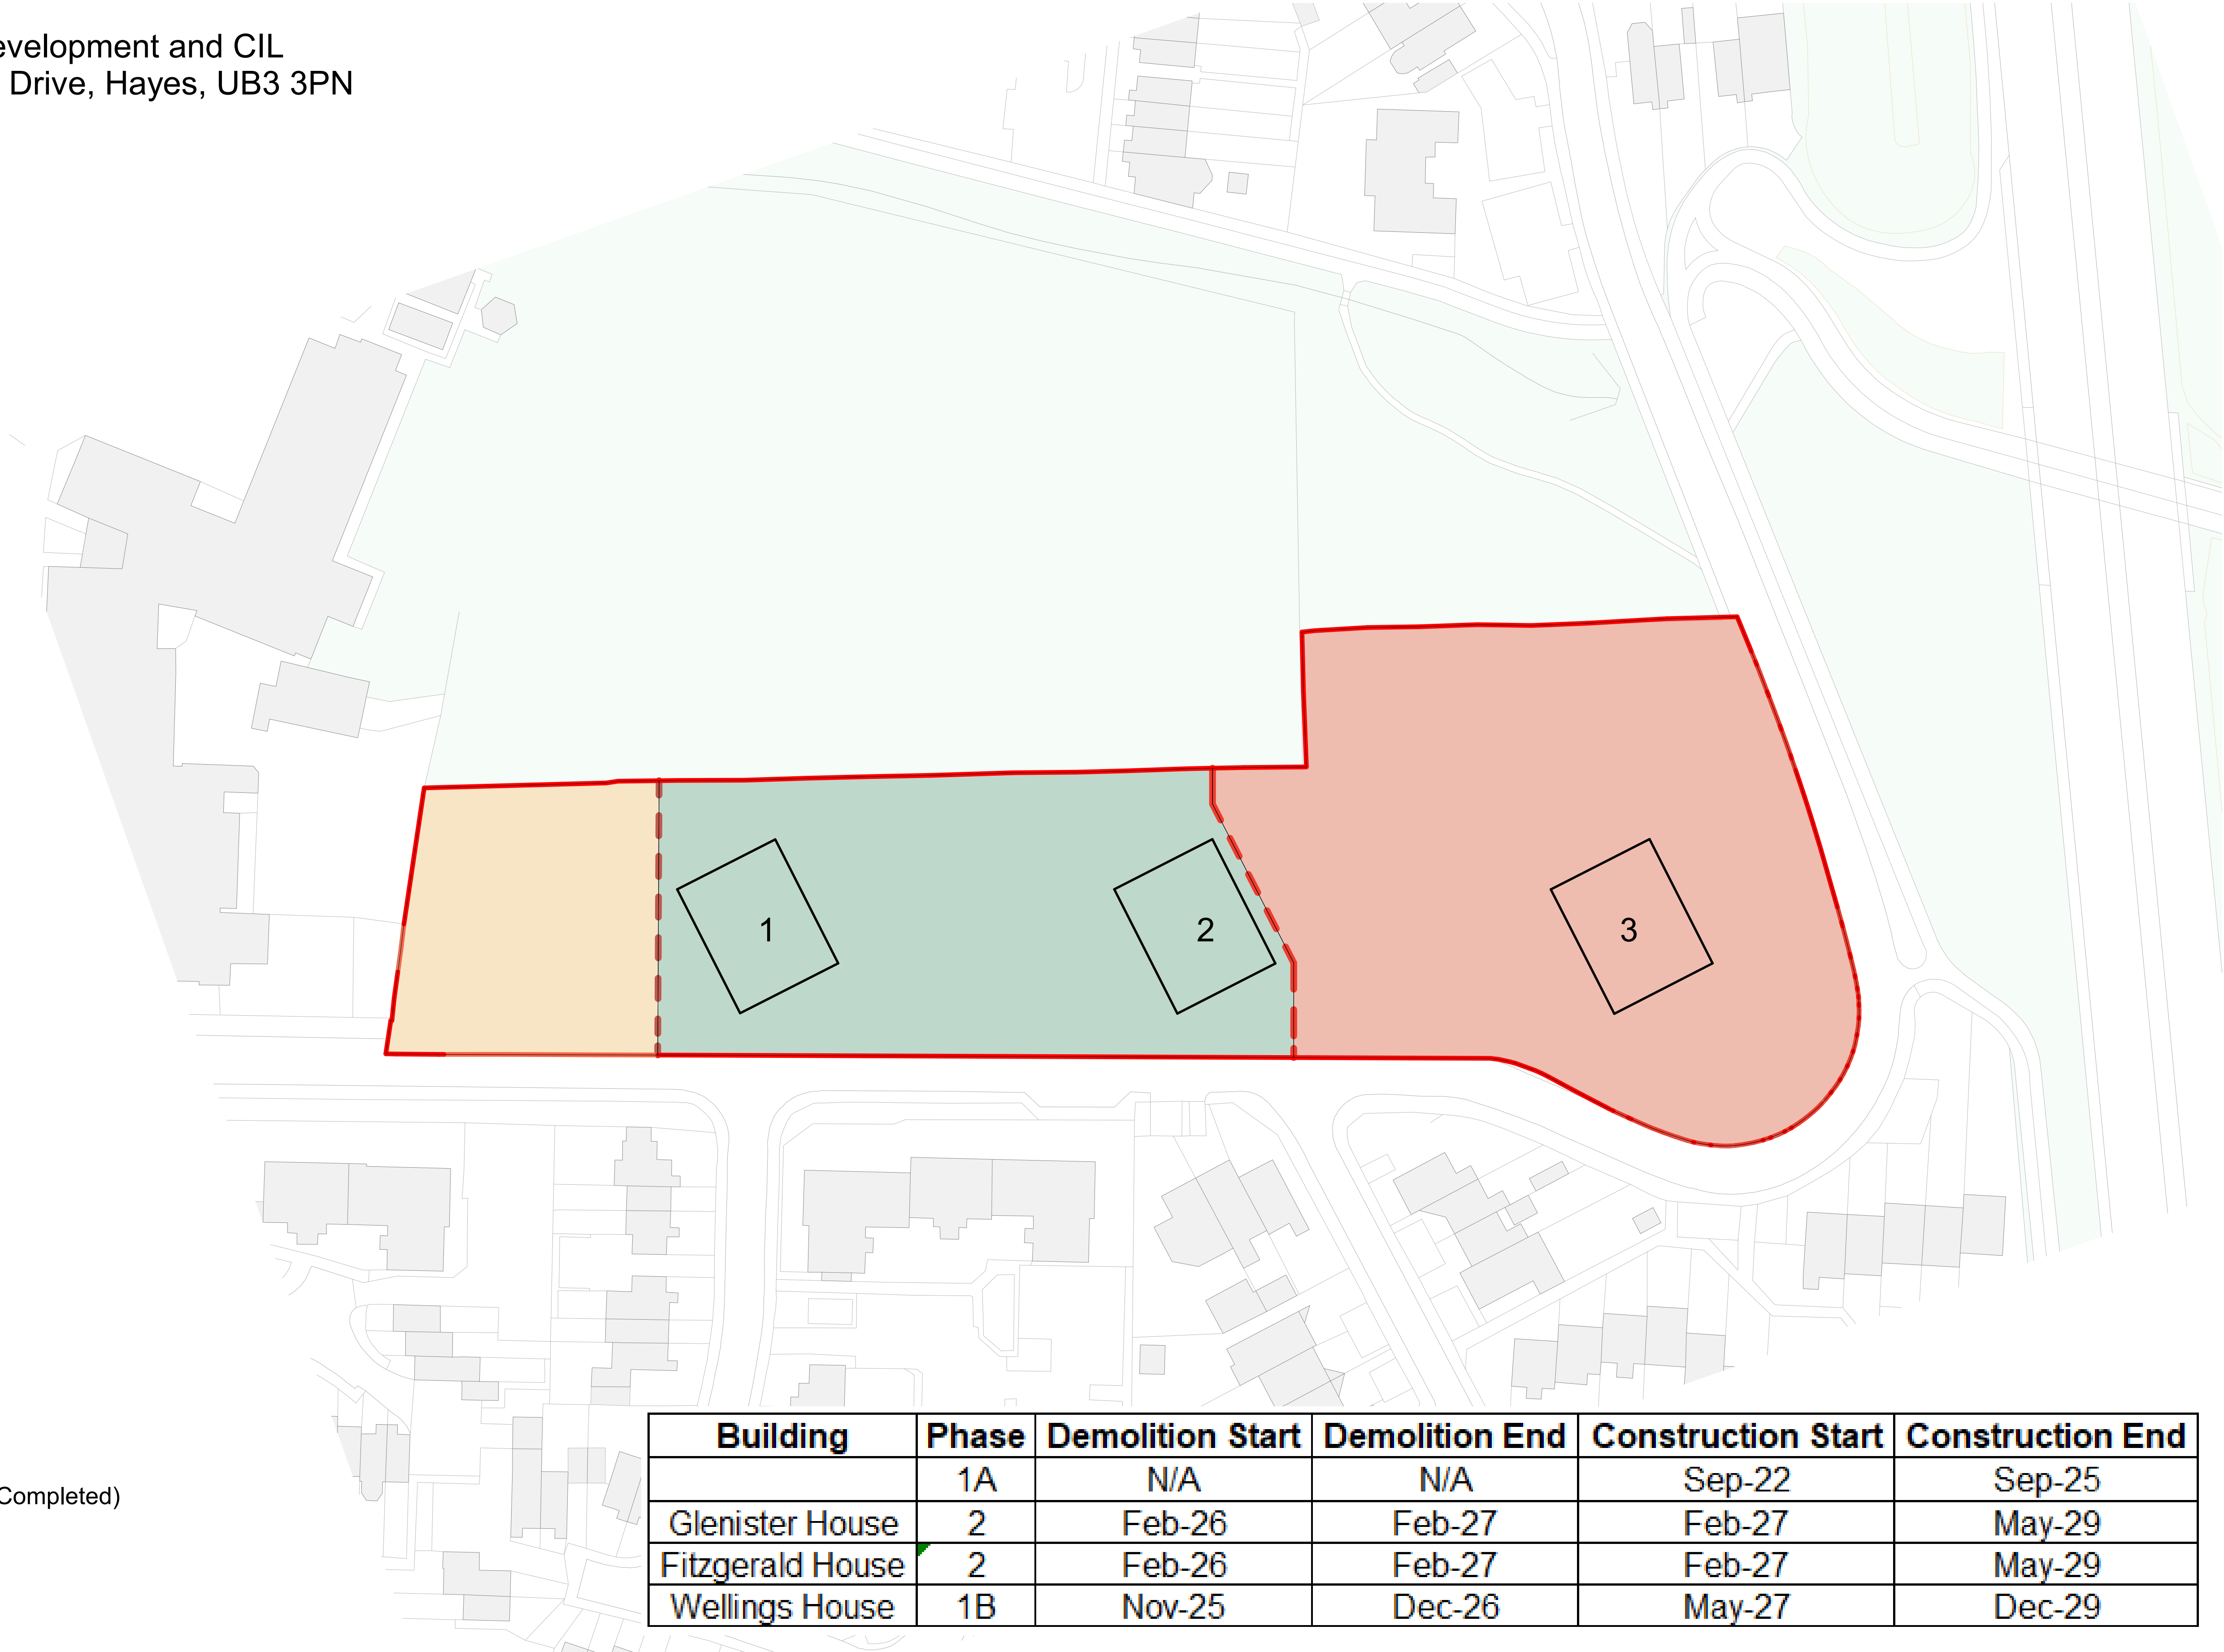 evelopment and CIL
Drive, Hayes, UB3 3PN
1
2
3
Completed)
Building Phase Demolition Start Demolition End Construction Start Construction End
1A N/A N/A Sep-22 Sep-25
Glenister House 2 Feb-26 Feb-27 Feb-27 May-29
Fitzgerald House 2 Feb-26 Feb-27 Feb-27 May-29
Wellings House 1B Nov-25 Dec-26 May-27 Dec-29